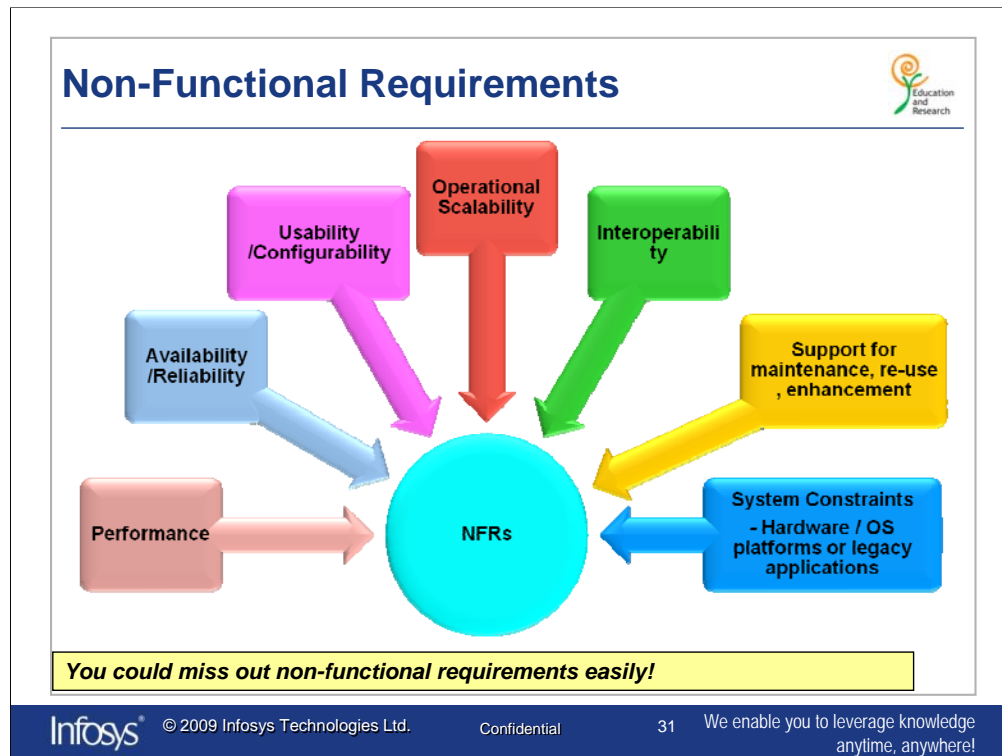 Non-Functional Requirements
Education
and
Research
Operational
Scalability
Usability
/Configurability
Interoperabili
ty
Availability
/Reliability
Support for
maintenance, re-use
, enhancement
Performance
NFRs
System Constraints
- Hardware / OS
platforms or legacy
applications
You could miss out non-functional requirements easily!
Infosys®
© 2009 Infosys Technologies Ltd.
Confidential
31
We enable you to leverage knowledge
anytime, anywhere!